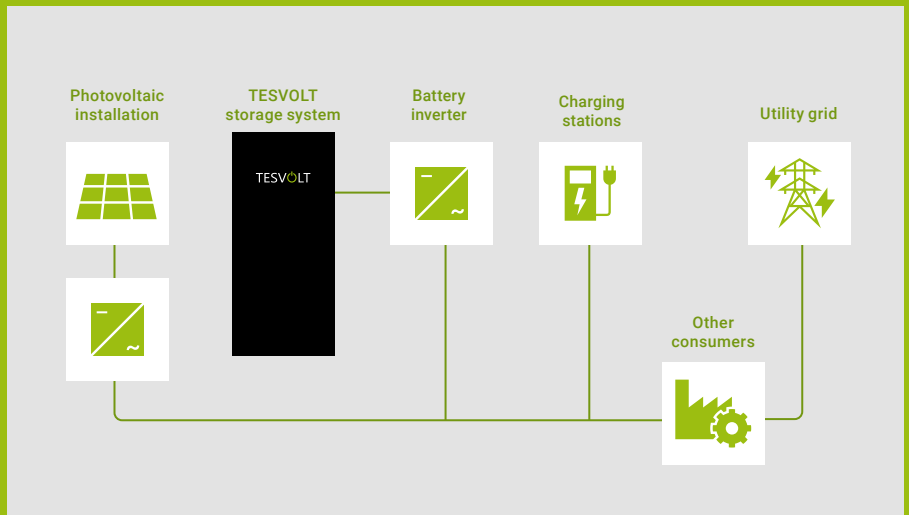 Photovoltaic
installation
TESVOLT
storage system
Battery
inverter
Charging
stations
Utility grid
TESVOLT
Other
consumers